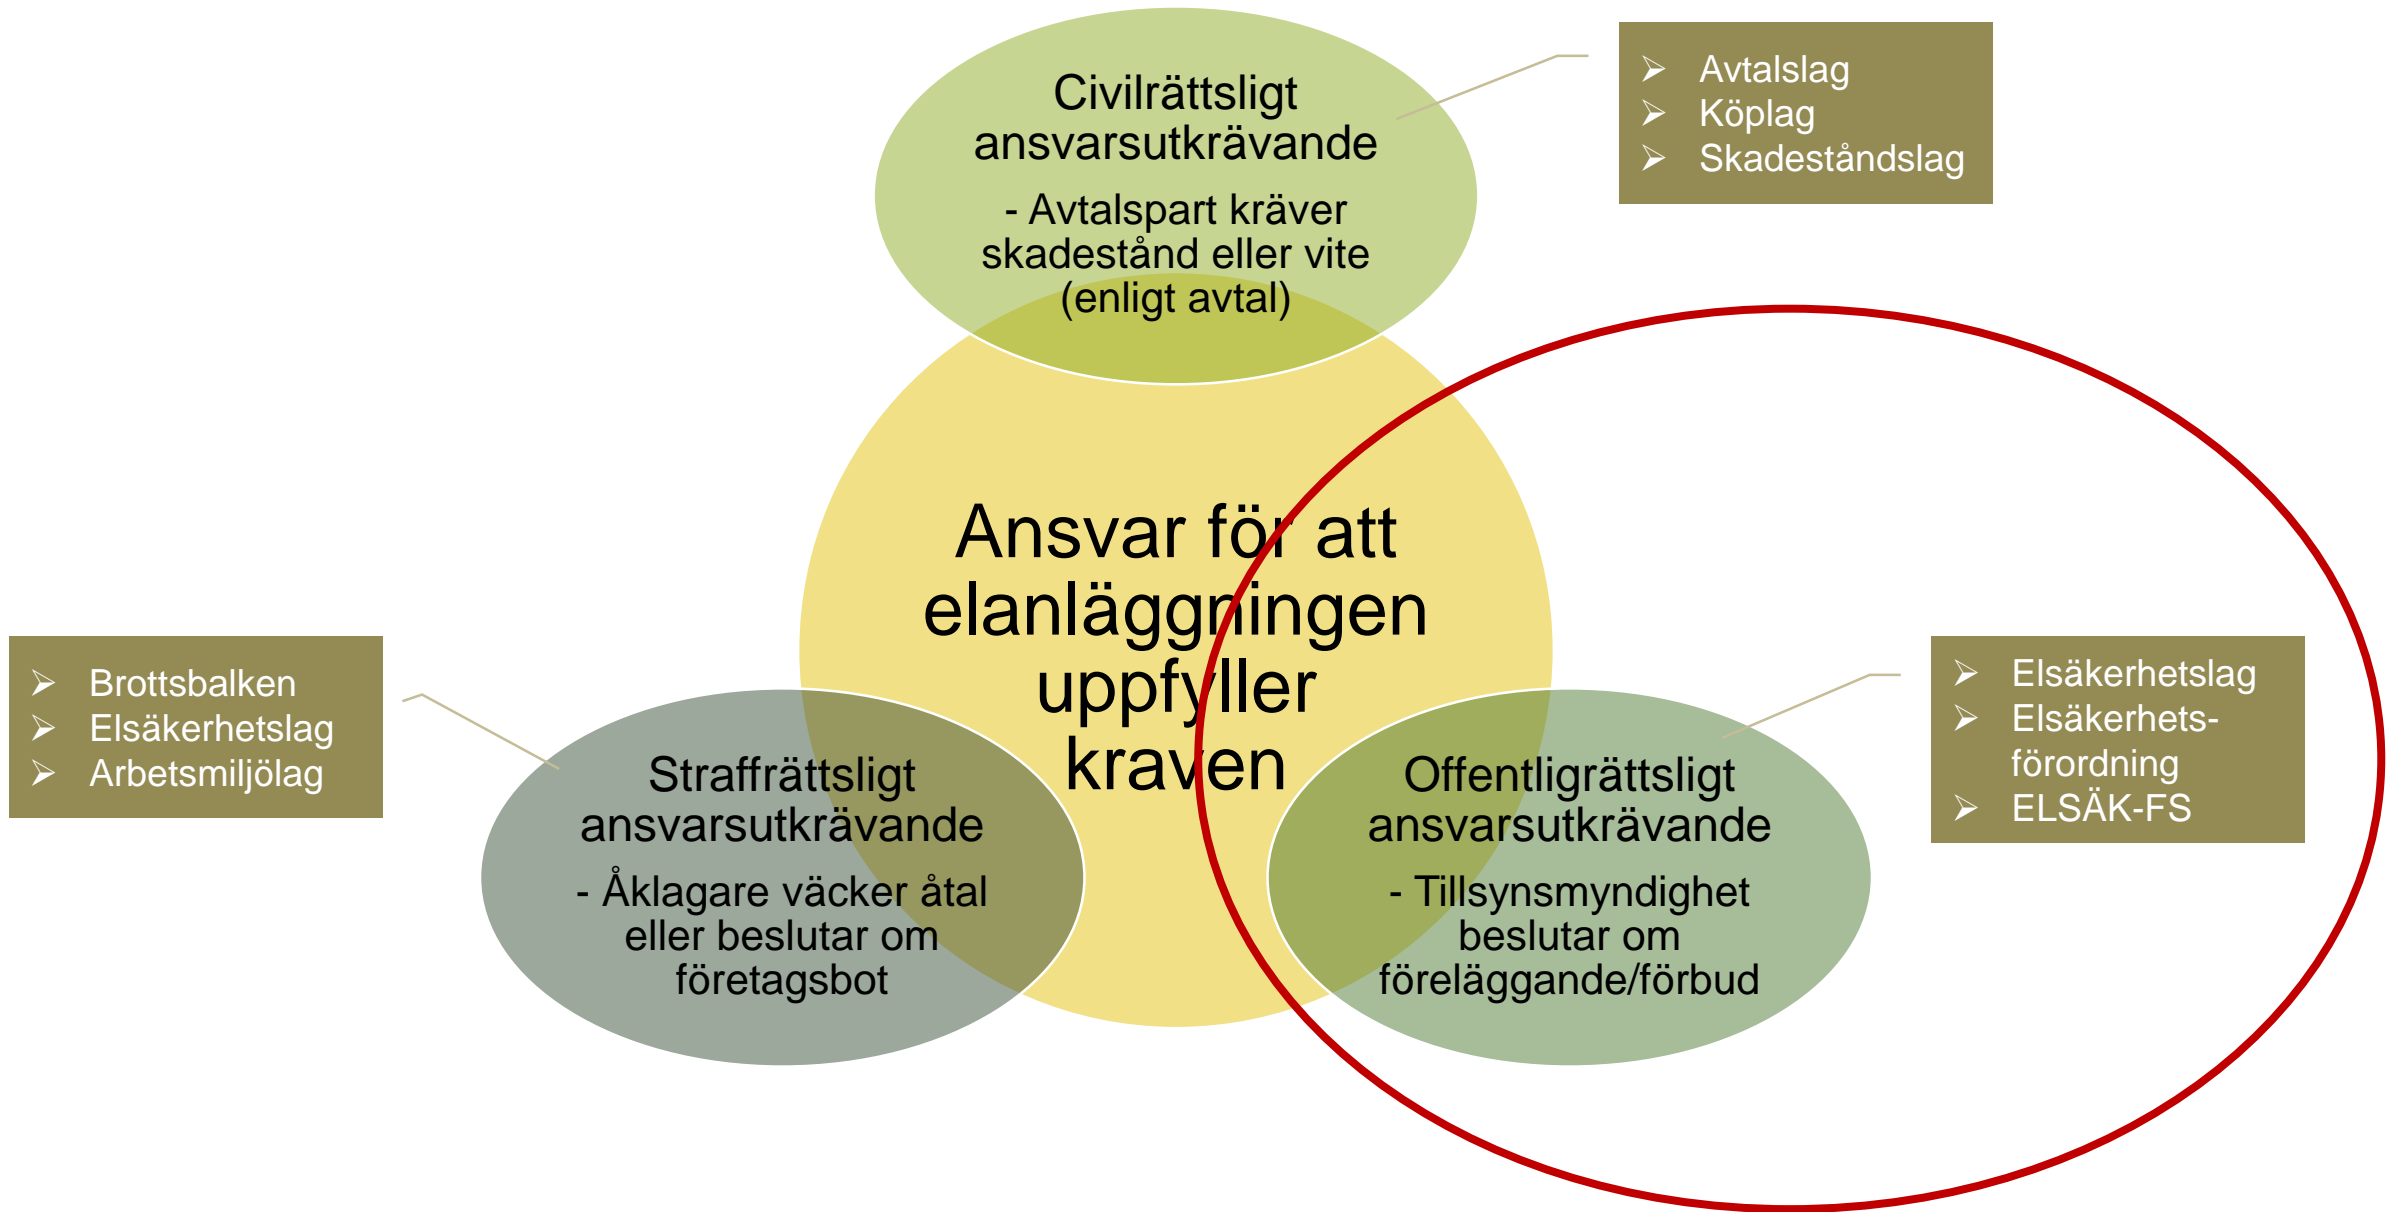 Civilrättsligt
ansvarsutkrävande
- Avtalspart kräver
skadestånd eller vite
(enligt avtal)
➢ Avtalslag
➢ Köplag
➢ Skadeståndslag
Ansvar för att
elanläggningen
uppfyller
kraven
➢ Brottsbalken
➢ Elsäkerhetslag
➢ Arbetsmiljölag
Straffrättsligt
ansvarsutkrävande
- Åklagare väcker åtal
eller beslutar om
företagsbot
Offentligrättsligt
ansvarsutkrävande
- Tillsynsmyndighet
beslutar om
föreläggande/förbud
➢ Elsäkerhetslag
➢ Elsäkerhets-
förordning
➢ ELSÄK-FS